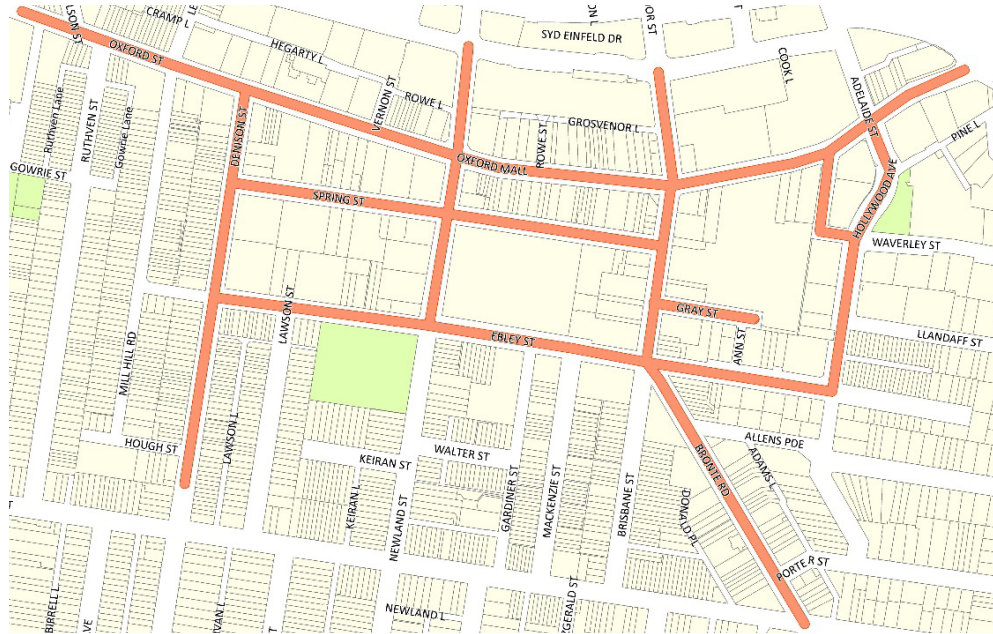 CRAMP L
HEGARTY L
SYD EINFELD DR
OXFORD ST
COOK L
ADELAIDE ST
Ruthven Lane
RUTHVEN ST
Gowrie Lane
VERNON ST
ROWE L
DENISON ST
ROWE ST
GROSVENOR L
PINE L
OXFORD MALL
GOWRIE ST
SPRING ST
HOLLYWOOD AVE
WAVERLEY ST
MILL HILL RD
LAWSON ST
GRAY ST
ANN ST
EBLEY ST
LLANDAFF ST
HOUGH ST
LAWSON L
KEIRAN ST
WALTER ST
ALLENS PDE
BRONTE RD
ADAMS L
KEIRAN L
NEWLAND ST
GARDINER ST
MACKENZIE ST
BRISBANE ST
DONALD PL
PORTER ST
BIRRELL L
NEWLAND L